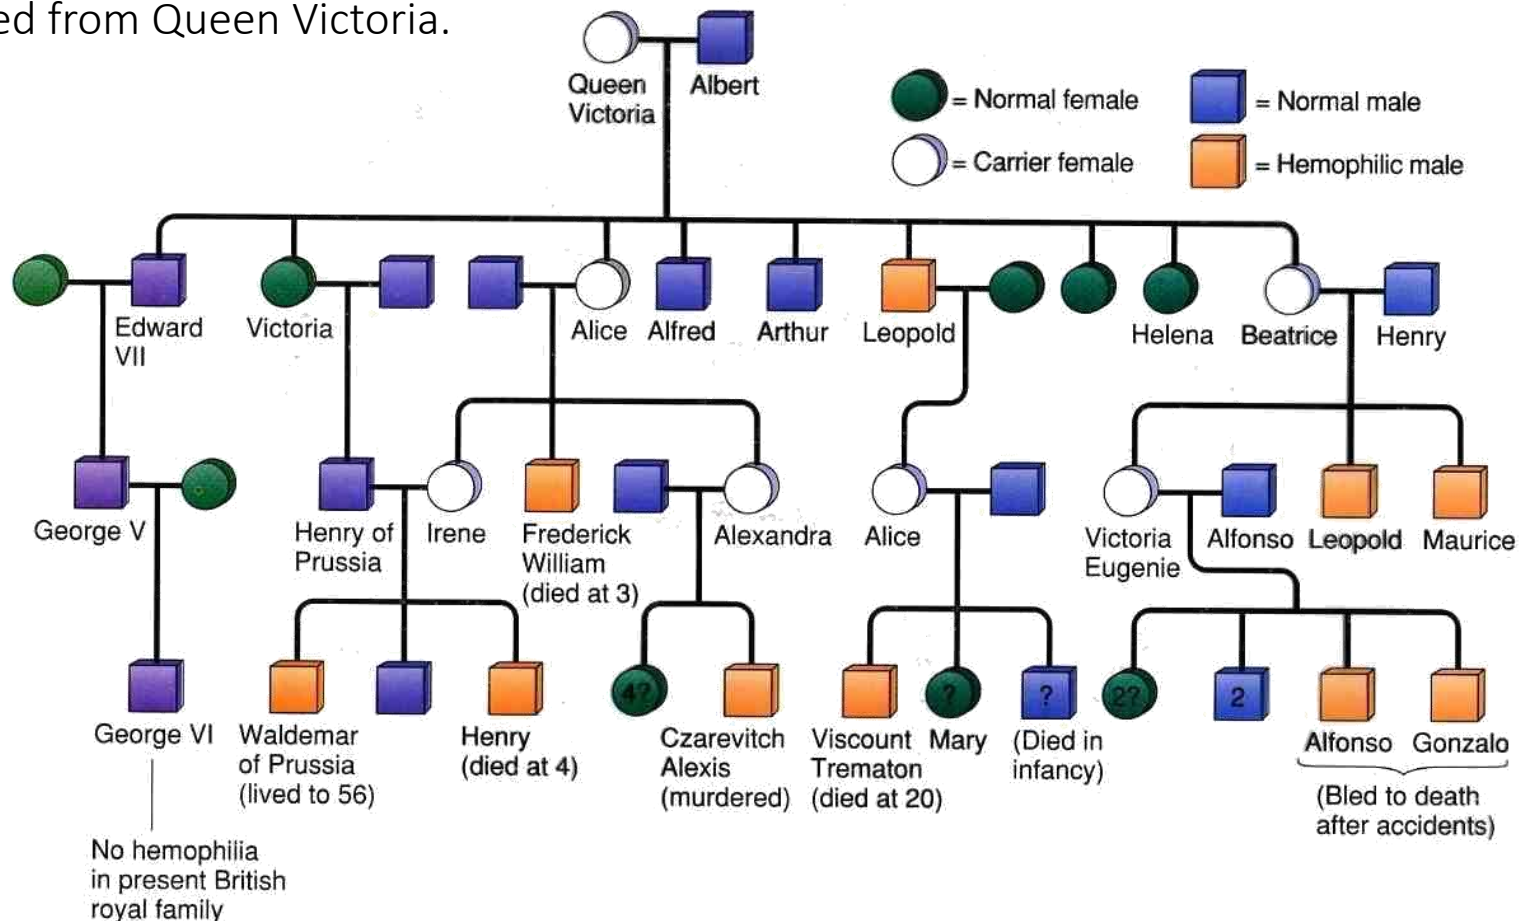 ed from Queen Victoria.
Queen
Victoria
Albert
= Normal female
= Normal male
= Carrier female
= Hemophilic male
Edward
VII
Victoria
Alice
Alfred
Arthur
Leopold
Helena
Beatrice
Henry
George V
Henry of
Prussia
Irene
Frederick
William
(died at 3)
Alexandra
Alice
Victoria
Eugenie
Alfonso
Leopold
Maurice
4?
?
?
2?
2
George VI
Waldemar
of Prussia
(lived to 56)
Henry
(died at 4)
Czarevitch
Alexis
(murdered)
Viscount
Trematon
(died at 20)
Mary
(Died in
infancy)
Alfonso
Gonzalo
(Bled to death
after accidents)
No hemophilia
in present British
royal family